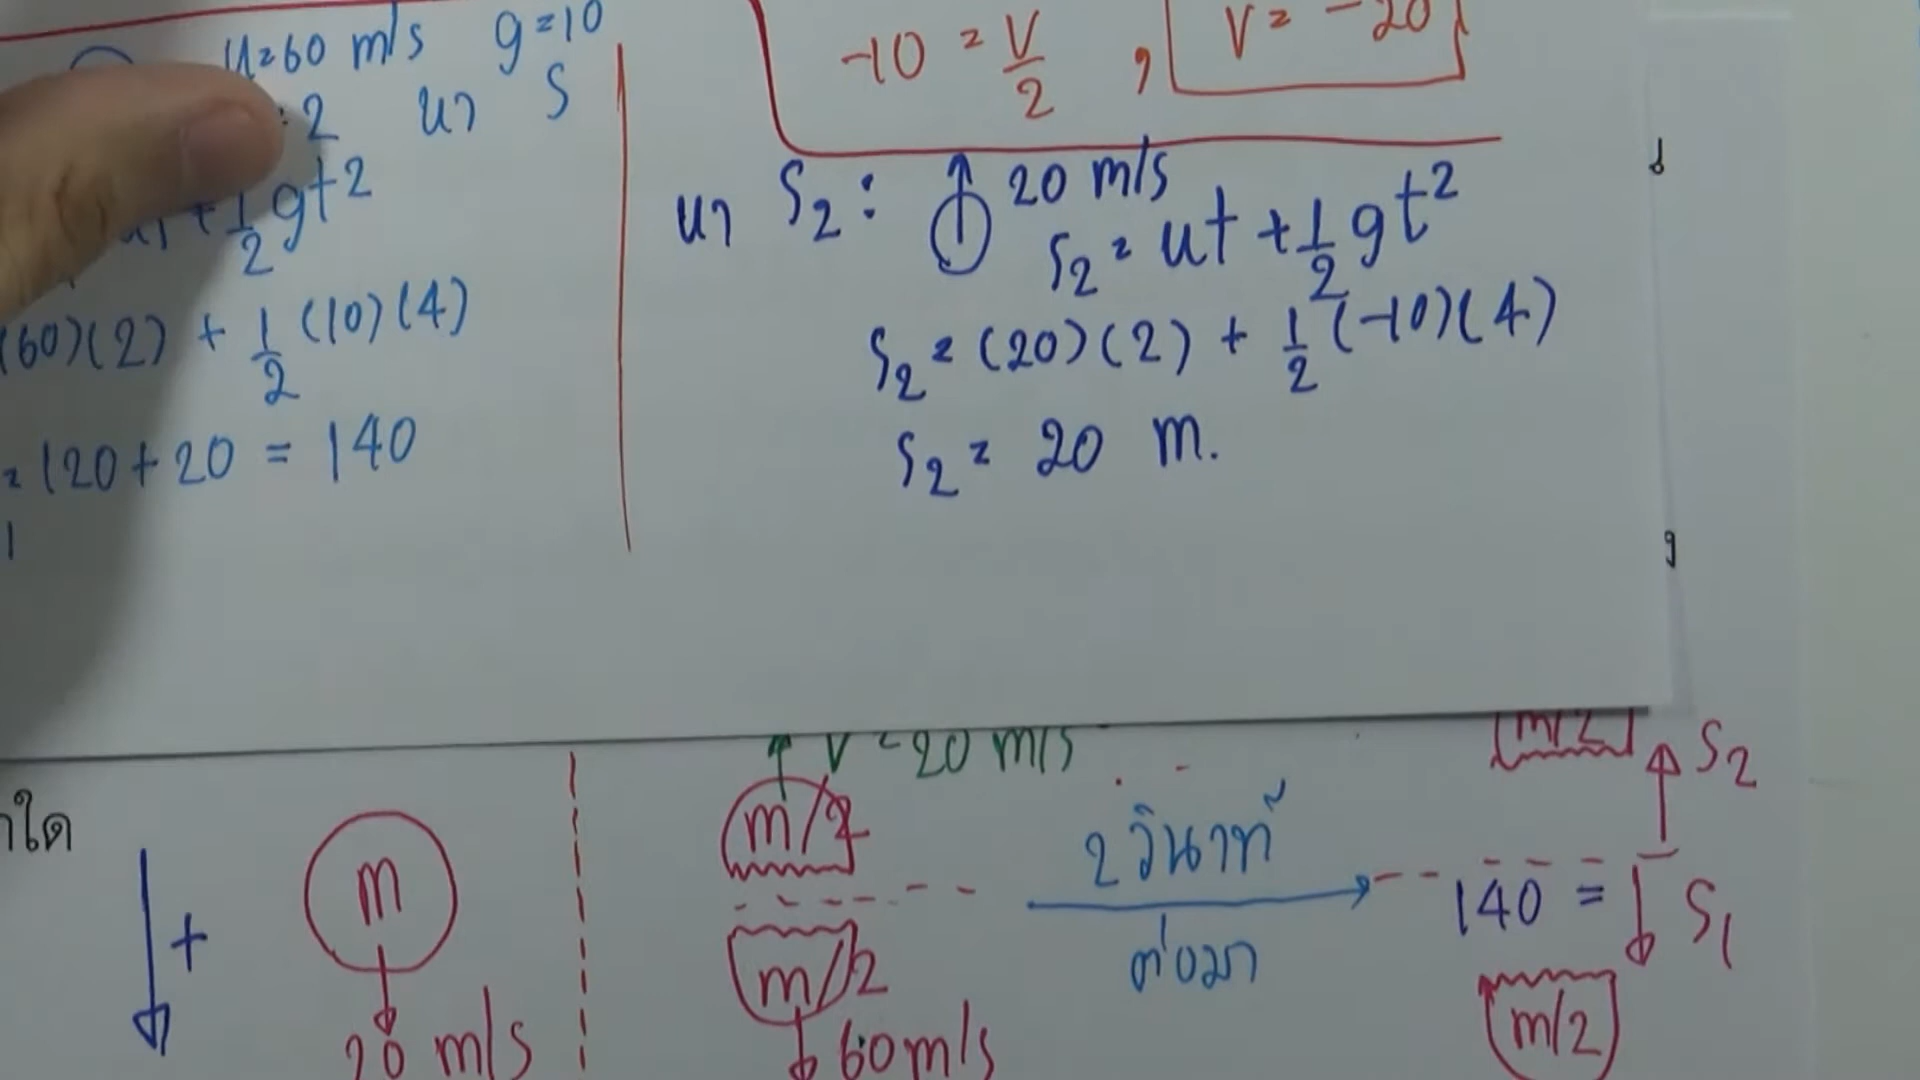 u=60 m/s g=10
:2 หา S
+ 1/2 gt²
(60)(2) + 1/2 (10)(4)
= 120+20 = 140
1
-10 = V/2 , V = -20
หา S₂: 20 m/s
S₂ = ut + 1/2 gt²
S₂ = (20)(2) + 1/2 (-10)(4)
S₂ = 20 m.
าใด
+
m
20 m/s
V = 20 m/s
m/2
m/2
60 m/s
2 วินาที
ต่อมา
m/2
S₂
140 = S₁
m/2